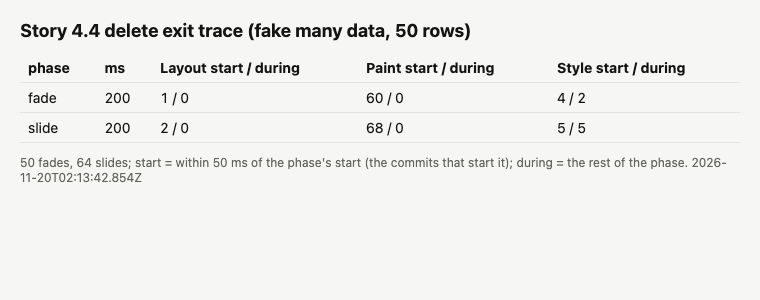 Story 4.4 delete exit trace (fake many data, 50 rows)
phase ms Layout start / during Paint start / during Style start / during
fade 200 1 / 0 60 / 0 4 / 2
slide 200 2 / 0 68 / 0 5 / 5
50 fades, 64 slides; start = within 50 ms of the phase's start (the commits that start it); during = the rest of the phase. 2026-
11-20T02:13:42.854Z